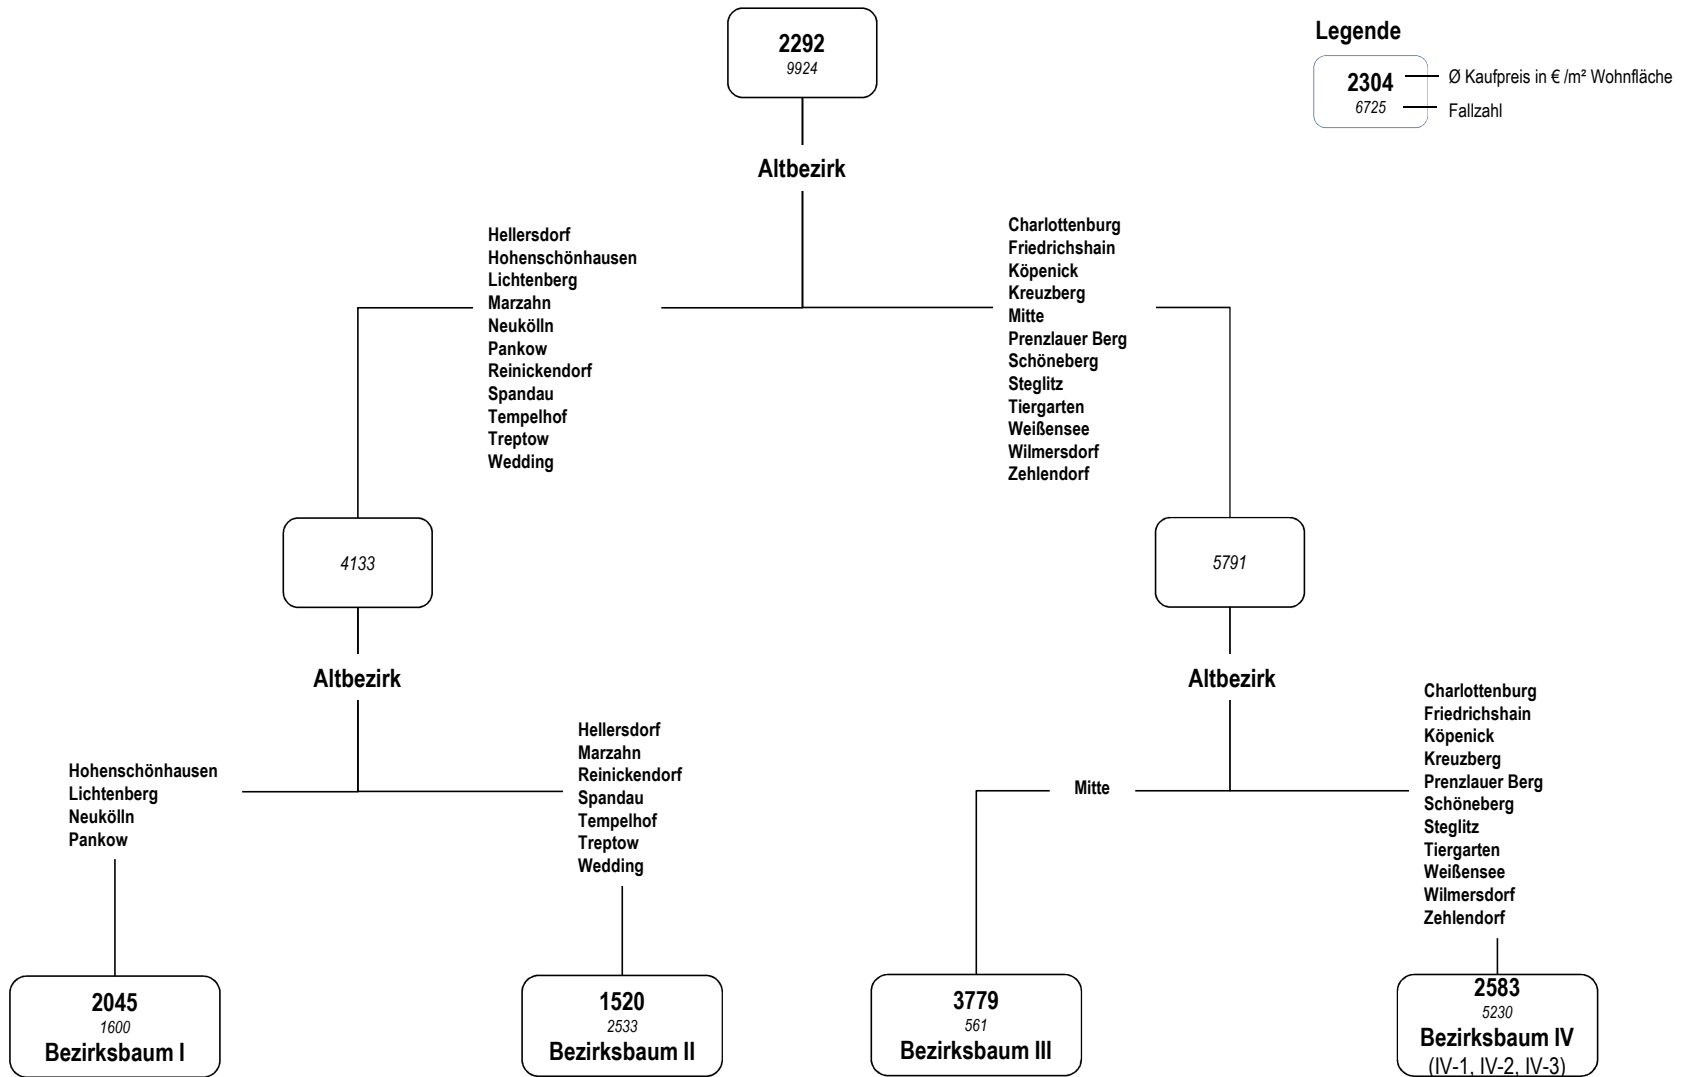 2292
9924
Legende
2304
6725
Ø Kaufpreis in € /m² Wohnfläche
Fallzahl
Altbezirk
Hellersdorf
Hohenschönhausen
Lichtenberg
Marzahn
Neukölln
Pankow
Reinickendorf
Spandau
Tempelhof
Treptow
Wedding
Charlottenburg
Friedrichshain
Köpenick
Kreuzberg
Mitte
Prenzlauer Berg
Schöneberg
Steglitz
Tiergarten
Weißensee
Wilmersdorf
Zehlendorf
4133
5791
Altbezirk
Altbezirk
Hohenschönhausen
Lichtenberg
Neukölln
Pankow
Hellersdorf
Marzahn
Reinickendorf
Spandau
Tempelhof
Treptow
Wedding
Mitte
Charlottenburg
Friedrichshain
Köpenick
Kreuzberg
Prenzlauer Berg
Schöneberg
Steglitz
Tiergarten
Weißensee
Wilmersdorf
Zehlendorf
2045
1600
Bezirksbaum I
1520
2533
Bezirksbaum II
3779
561
Bezirksbaum III
2583
5230
Bezirksbaum IV
(IV-1, IV-2, IV-3)